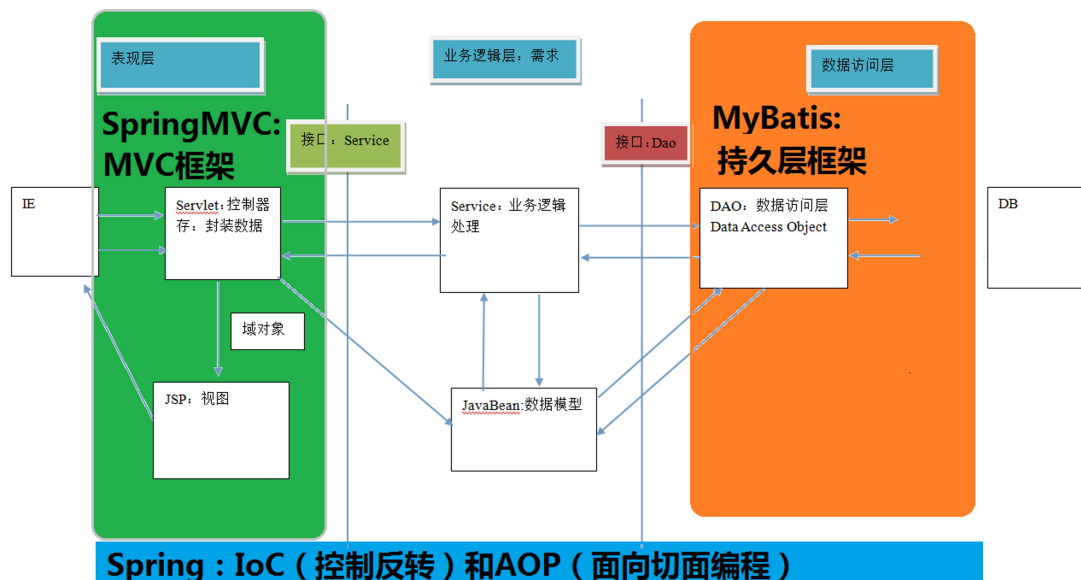 表现层
业务逻辑层：需求
数据访问层
SpringMVC:
MVC框架
接口：Service
接口：Dao
MyBatis:
持久层框架
IE
Servlet：控制器
存：封装数据
Service：业务逻辑
处理
DAO：数据访问层
Data Access Object
DB
域对象
JSP：视图
JavaBean:数据模型
Spring：IoC（控制反转）和AOP（面向切面编程）